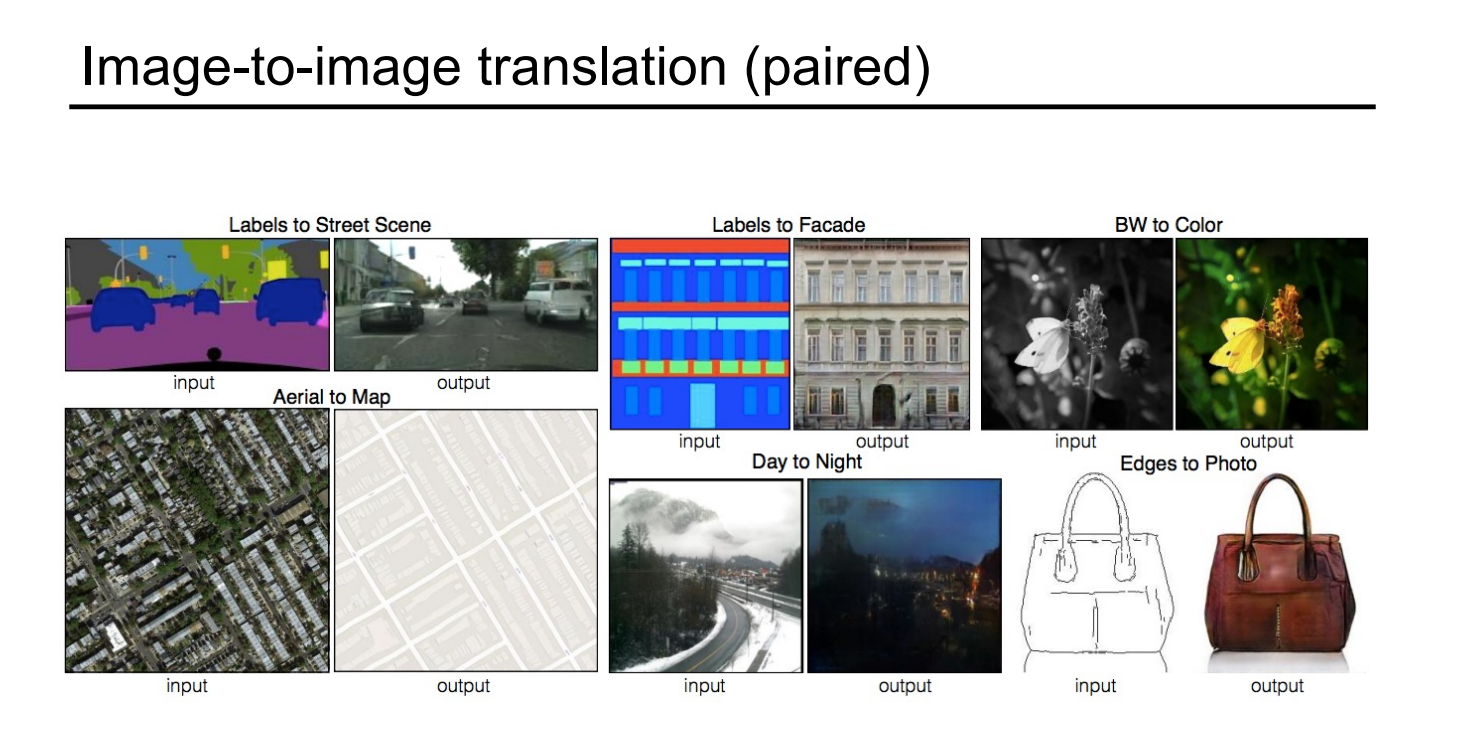 Image-to-image translation (paired)
Labels to Street Scene
input
output
Aerial to Map
input
output
Labels to Facade
input
output
Day to Night
input
output
BW to Color
input
output
Edges to Photo
input
output